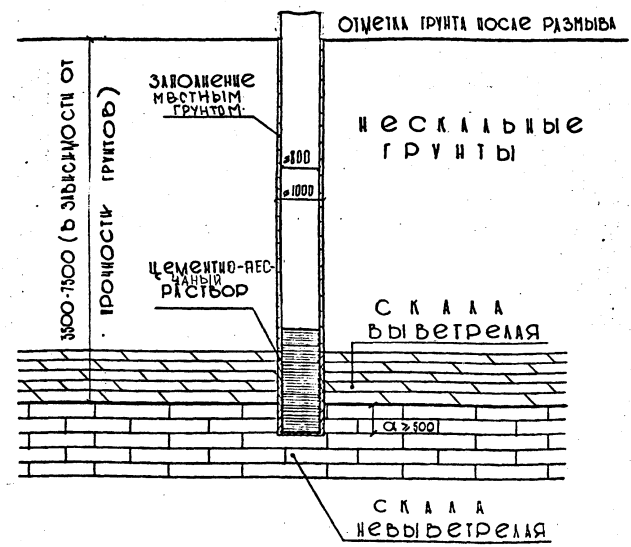 ОТМЕТКА ГРУНТА ПОСЛЕ РАЗМЫВА
ЗАПОЛНЕНИЕ
МЕСТНЫМ
ГРУНТОМ
НЕСКАЛЬНЫЕ
ГРУНТЫ
⌀800
⌀1000
3500-7500 (В ЗАВИСИМОСТИ ОТ
ПРОЧНОСТИ ГРУНТОВ)
ЦЕМЕНТНО-ПЕС-
ЧАНЫЙ
РАСТВОР
СКАЛА
ВЫВЕТРЕЛАЯ
a ≥ 500
СКАЛА
НЕВЫВЕТРЕЛАЯ